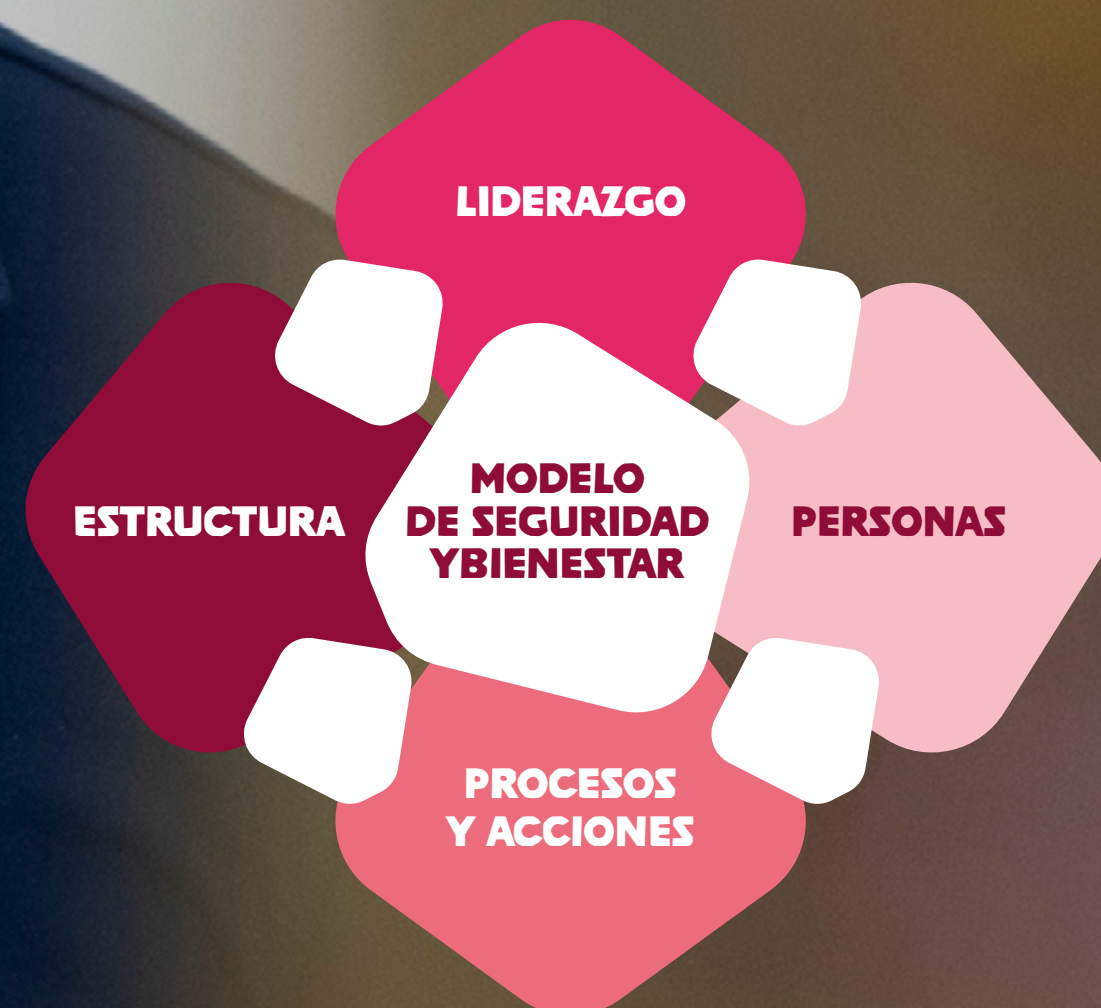 LIDERAZGO
ESTRUCTURA
MODELO
DE SEGURIDAD
YBIENESTAR
PERSONAS
PROCESOS
Y ACCIONES